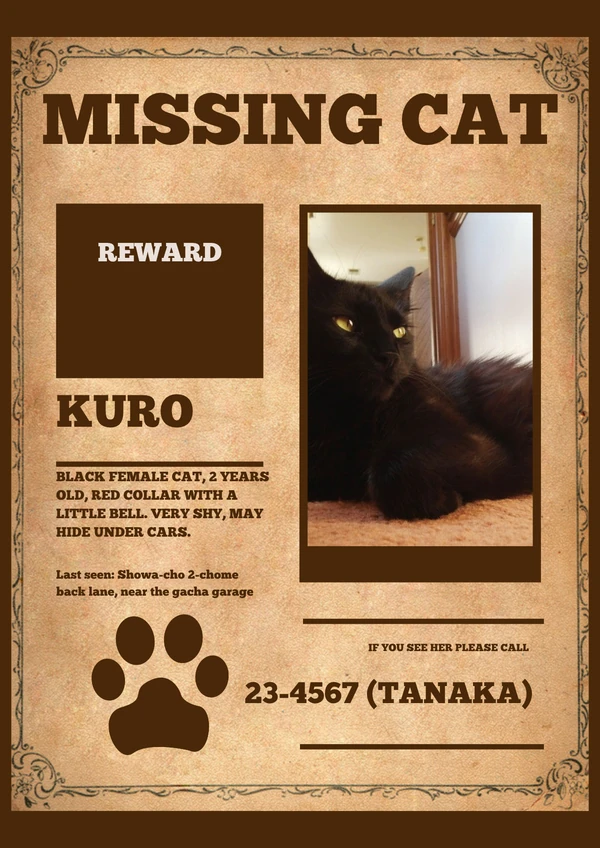 MISSING CAT
REWARD
KURO
BLACK FEMALE CAT, 2 YEARS
OLD, RED COLLAR WITH A
LITTLE BELL. VERY SHY, MAY
HIDE UNDER CARS.
Last seen: Showa-cho 2-chome
back lane, near the gacha garage
IF YOU SEE HER PLEASE CALL
23-4567 (TANAKA)